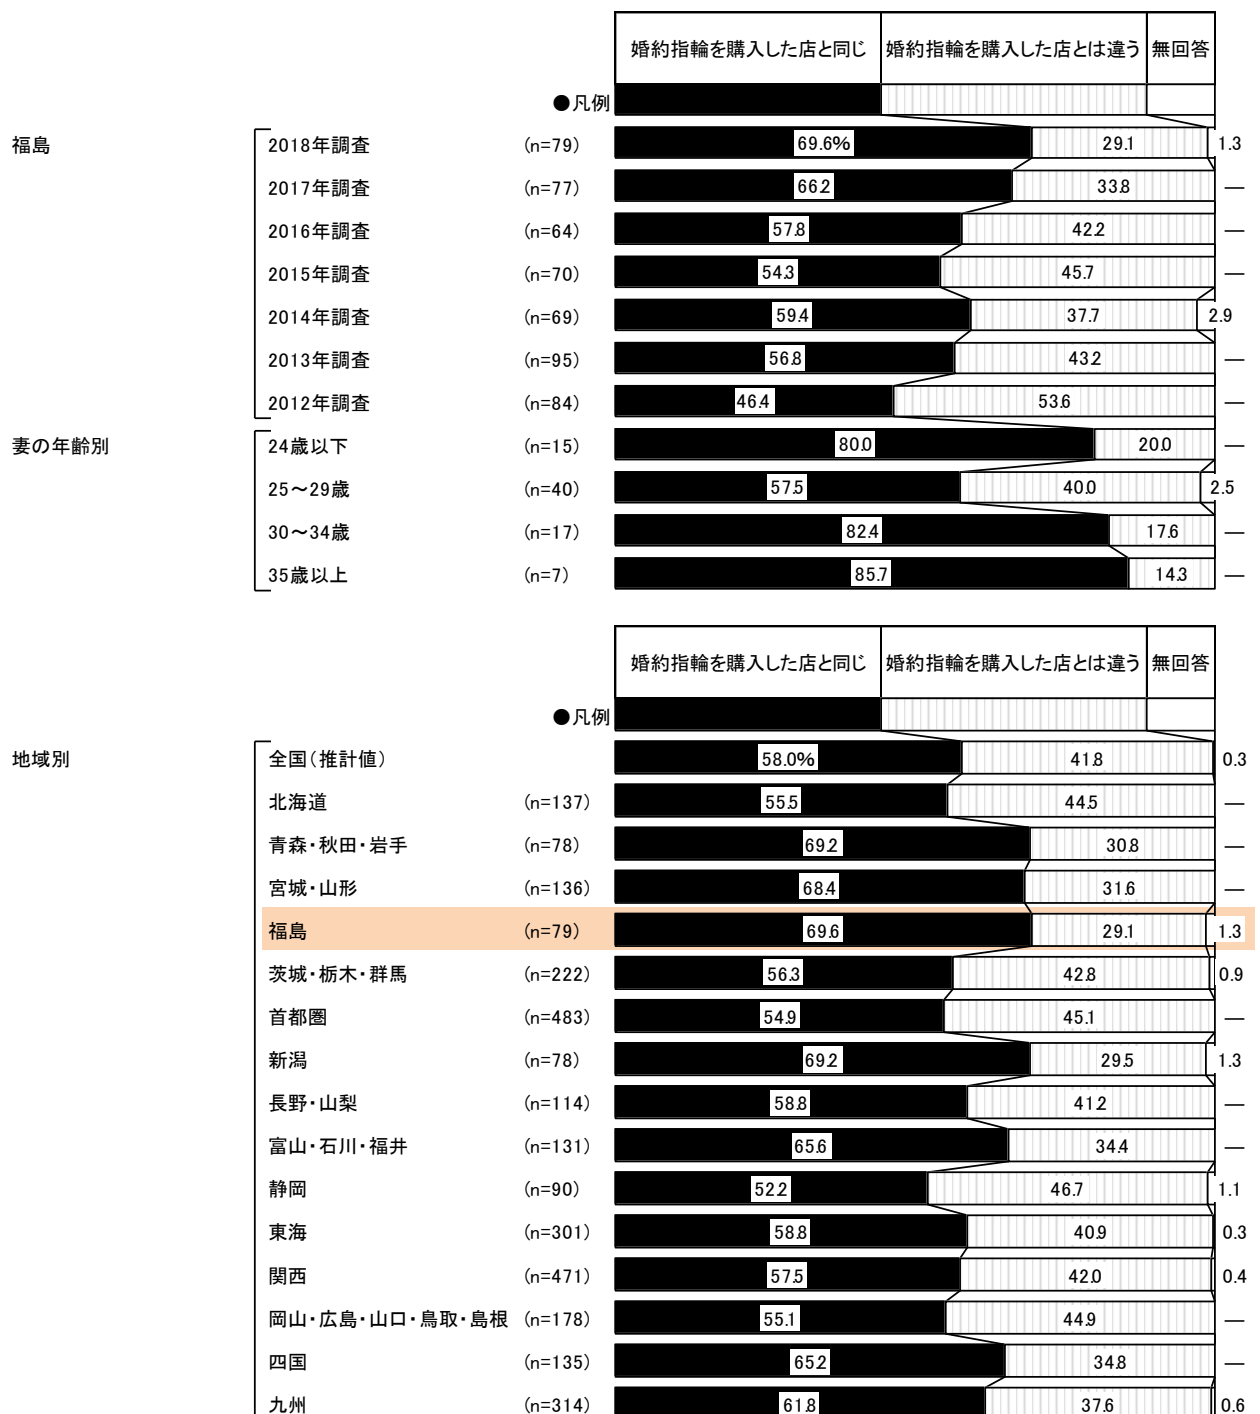 婚約指輪を購入した店と同じ 婚約指輪を購入した店とは違う 無回答
●凡例
福島 2018年調査 (n=79) 69.6% 29.1 1.3
2017年調査 (n=77) 66.2 33.8 —
2016年調査 (n=64) 57.8 42.2 —
2015年調査 (n=70) 54.3 45.7 —
2014年調査 (n=69) 59.4 37.7 2.9
2013年調査 (n=95) 56.8 43.2 —
2012年調査 (n=84) 46.4 53.6 —
妻の年齢別 24歳以下 (n=15) 80.0 20.0 —
25～29歳 (n=40) 57.5 40.0 2.5
30～34歳 (n=17) 82.4 17.6 —
35歳以上 (n=7) 85.7 14.3 —
婚約指輪を購入した店と同じ 婚約指輪を購入した店とは違う 無回答
●凡例
地域別 全国(推計値) 58.0% 41.8 0.3
北海道 (n=137) 55.5 44.5 —
青森・秋田・岩手 (n=78) 69.2 30.8 —
宮城・山形 (n=136) 68.4 31.6 —
福島 (n=79) 69.6 29.1 1.3
茨城・栃木・群馬 (n=222) 56.3 42.8 0.9
首都圏 (n=483) 54.9 45.1 —
新潟 (n=78) 69.2 29.5 1.3
長野・山梨 (n=114) 58.8 41.2 —
富山・石川・福井 (n=131) 65.6 34.4 —
静岡 (n=90) 52.2 46.7 1.1
東海 (n=301) 58.8 40.9 0.3
関西 (n=471) 57.5 42.0 0.4
岡山・広島・山口・鳥取・島根 (n=178) 55.1 44.9 —
四国 (n=135) 65.2 34.8 —
九州 (n=314) 61.8 37.6 0.6